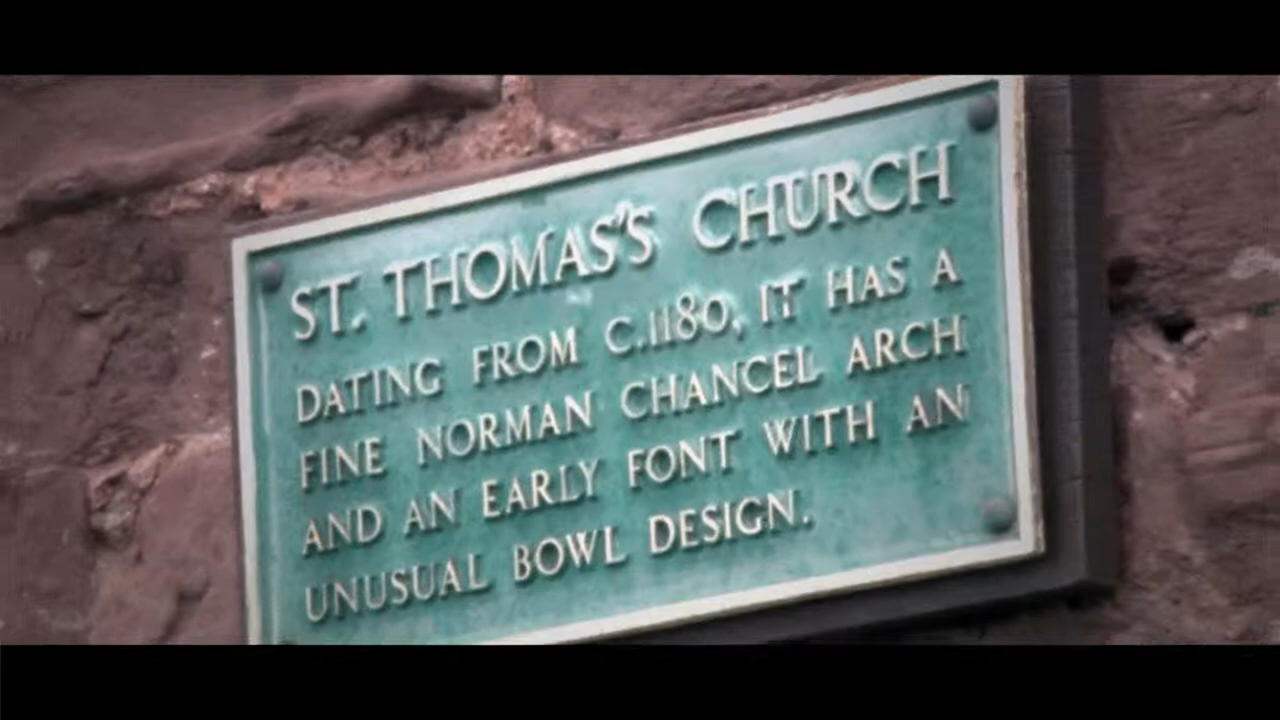 ST. THOMAS'S CHURCH
DATING FROM C.1180, IT HAS A
FINE NORMAN CHANCEL ARCH
AND AN EARLY FONT WITH AN
UNUSUAL BOWL DESIGN.